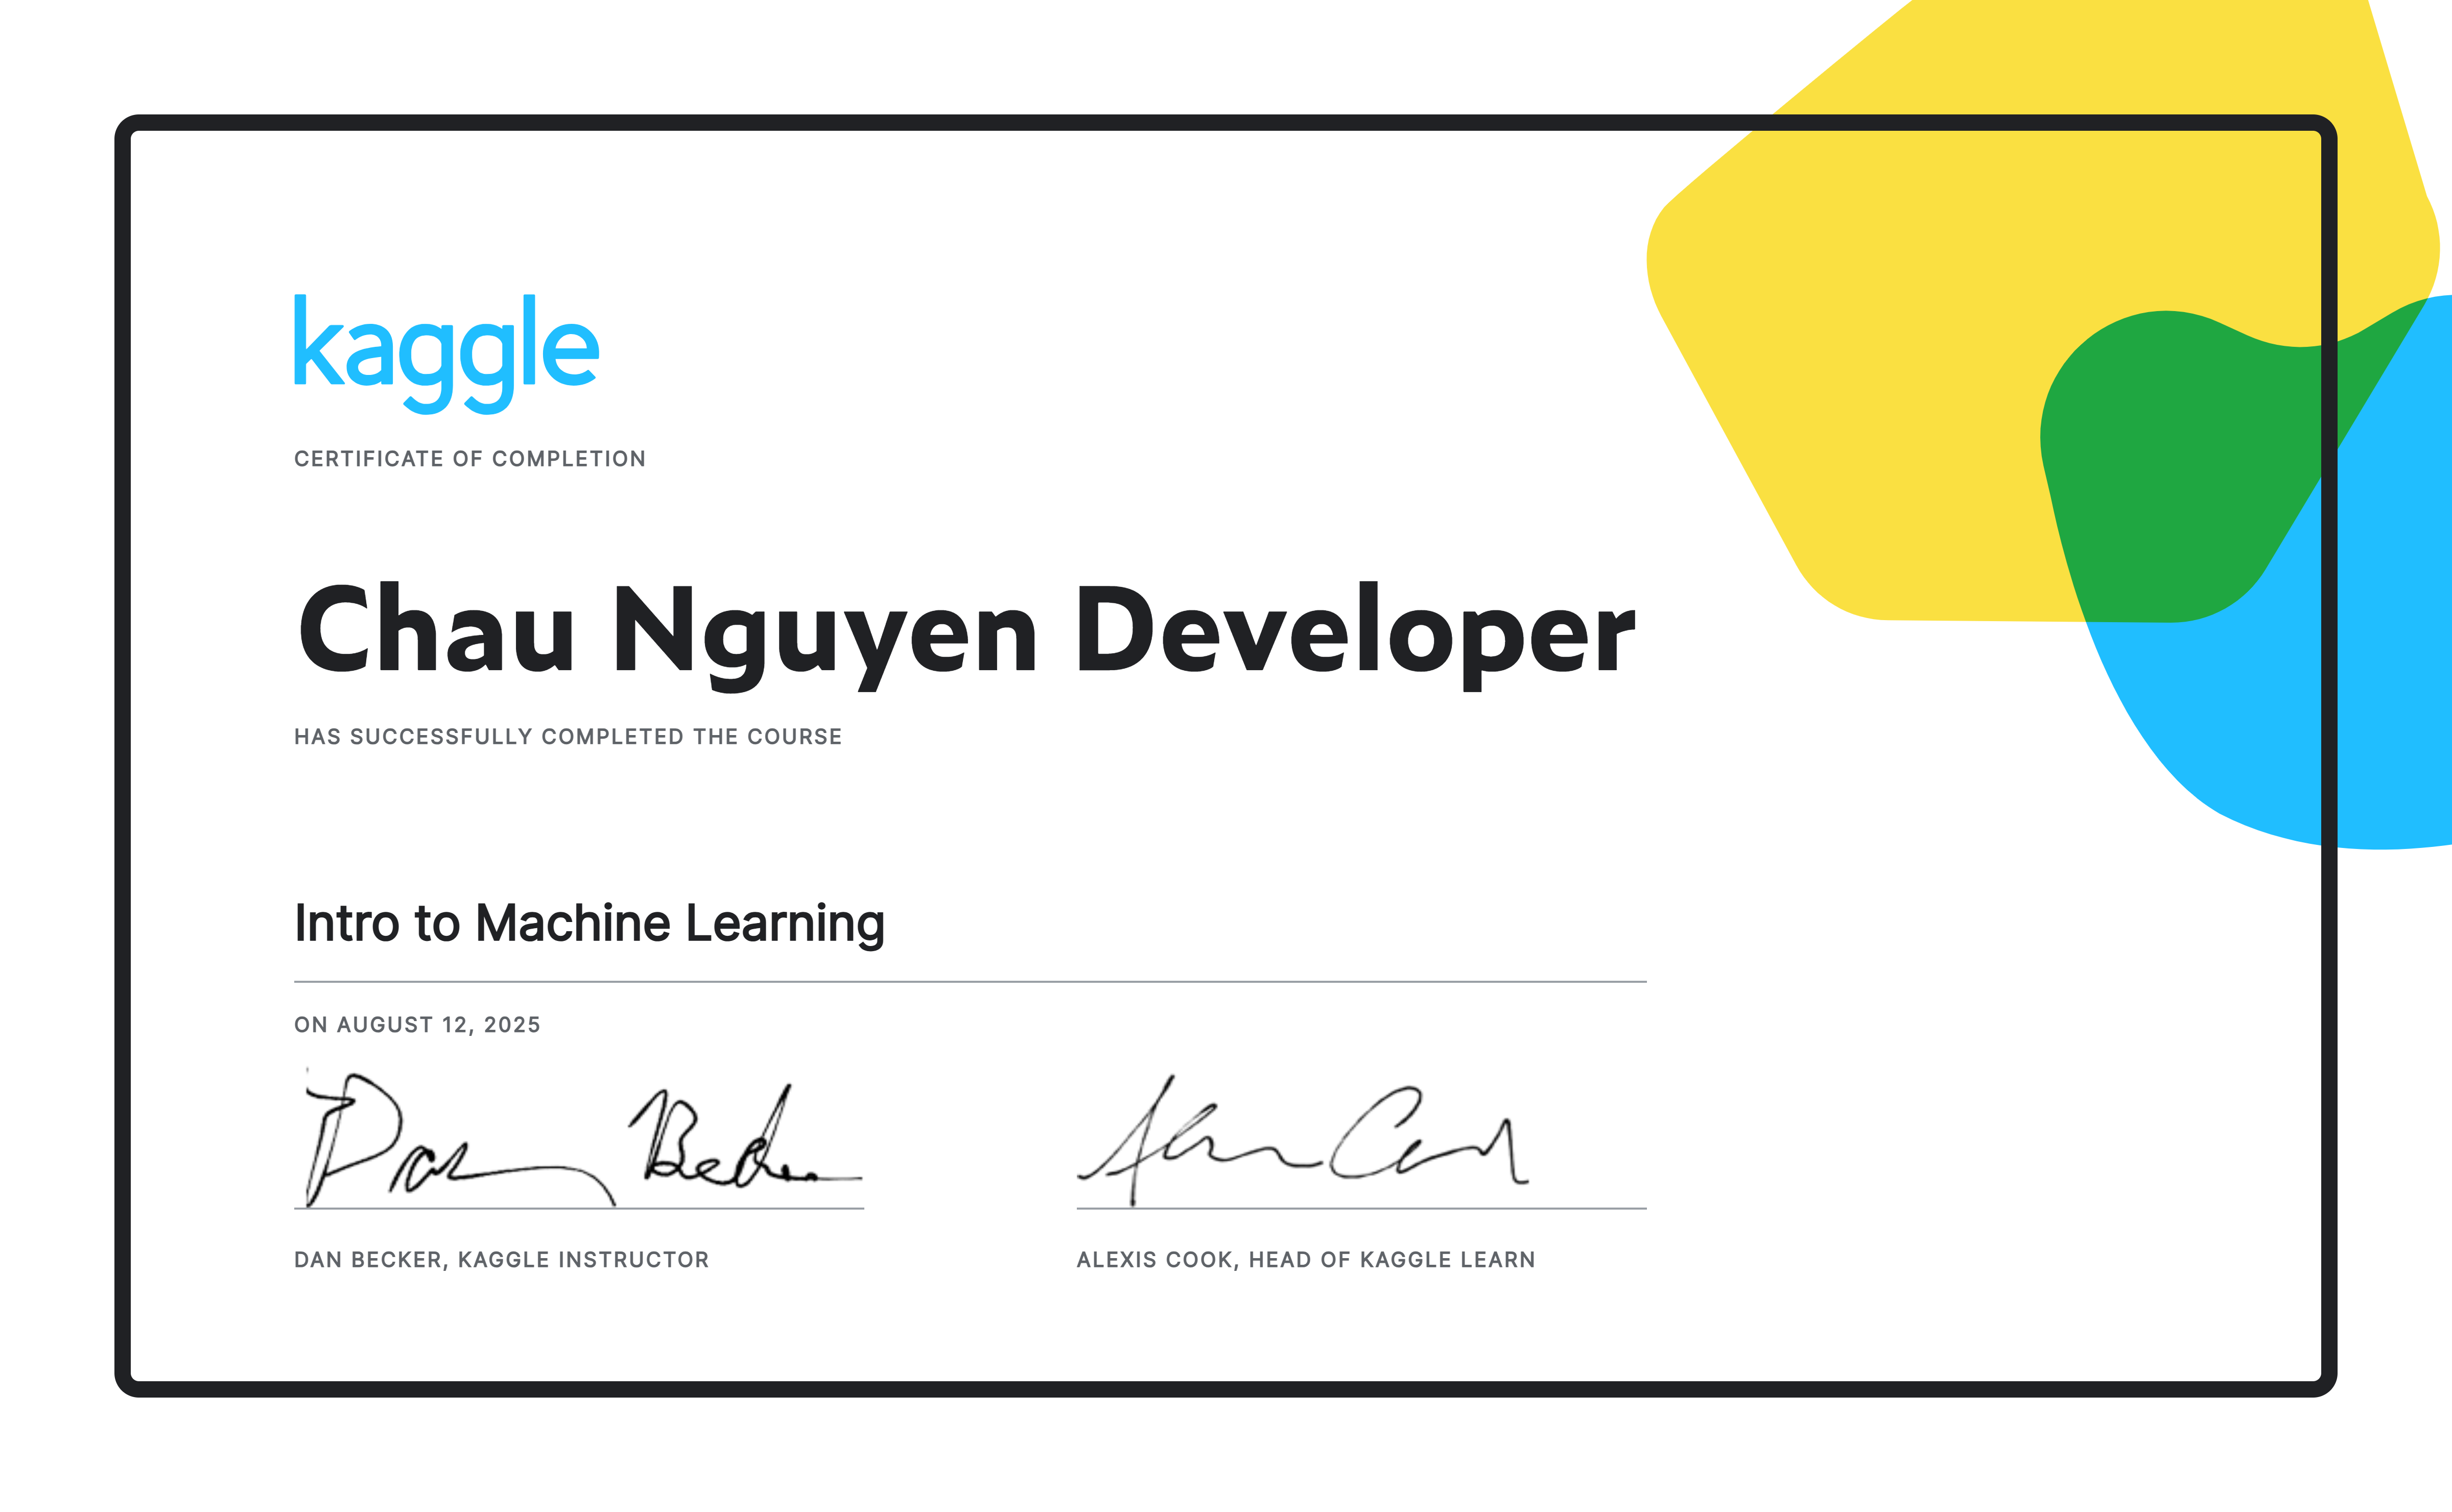 kaggle
CERTIFICATE OF COMPLETION
Chau Nguyen Developer
HAS SUCCESSFULLY COMPLETED THE COURSE
Intro to Machine Learning
ON AUGUST 12, 2025
Dan Becker
Alexis Cook
DAN BECKER, KAGGLE INSTRUCTOR
ALEXIS COOK, HEAD OF KAGGLE LEARN